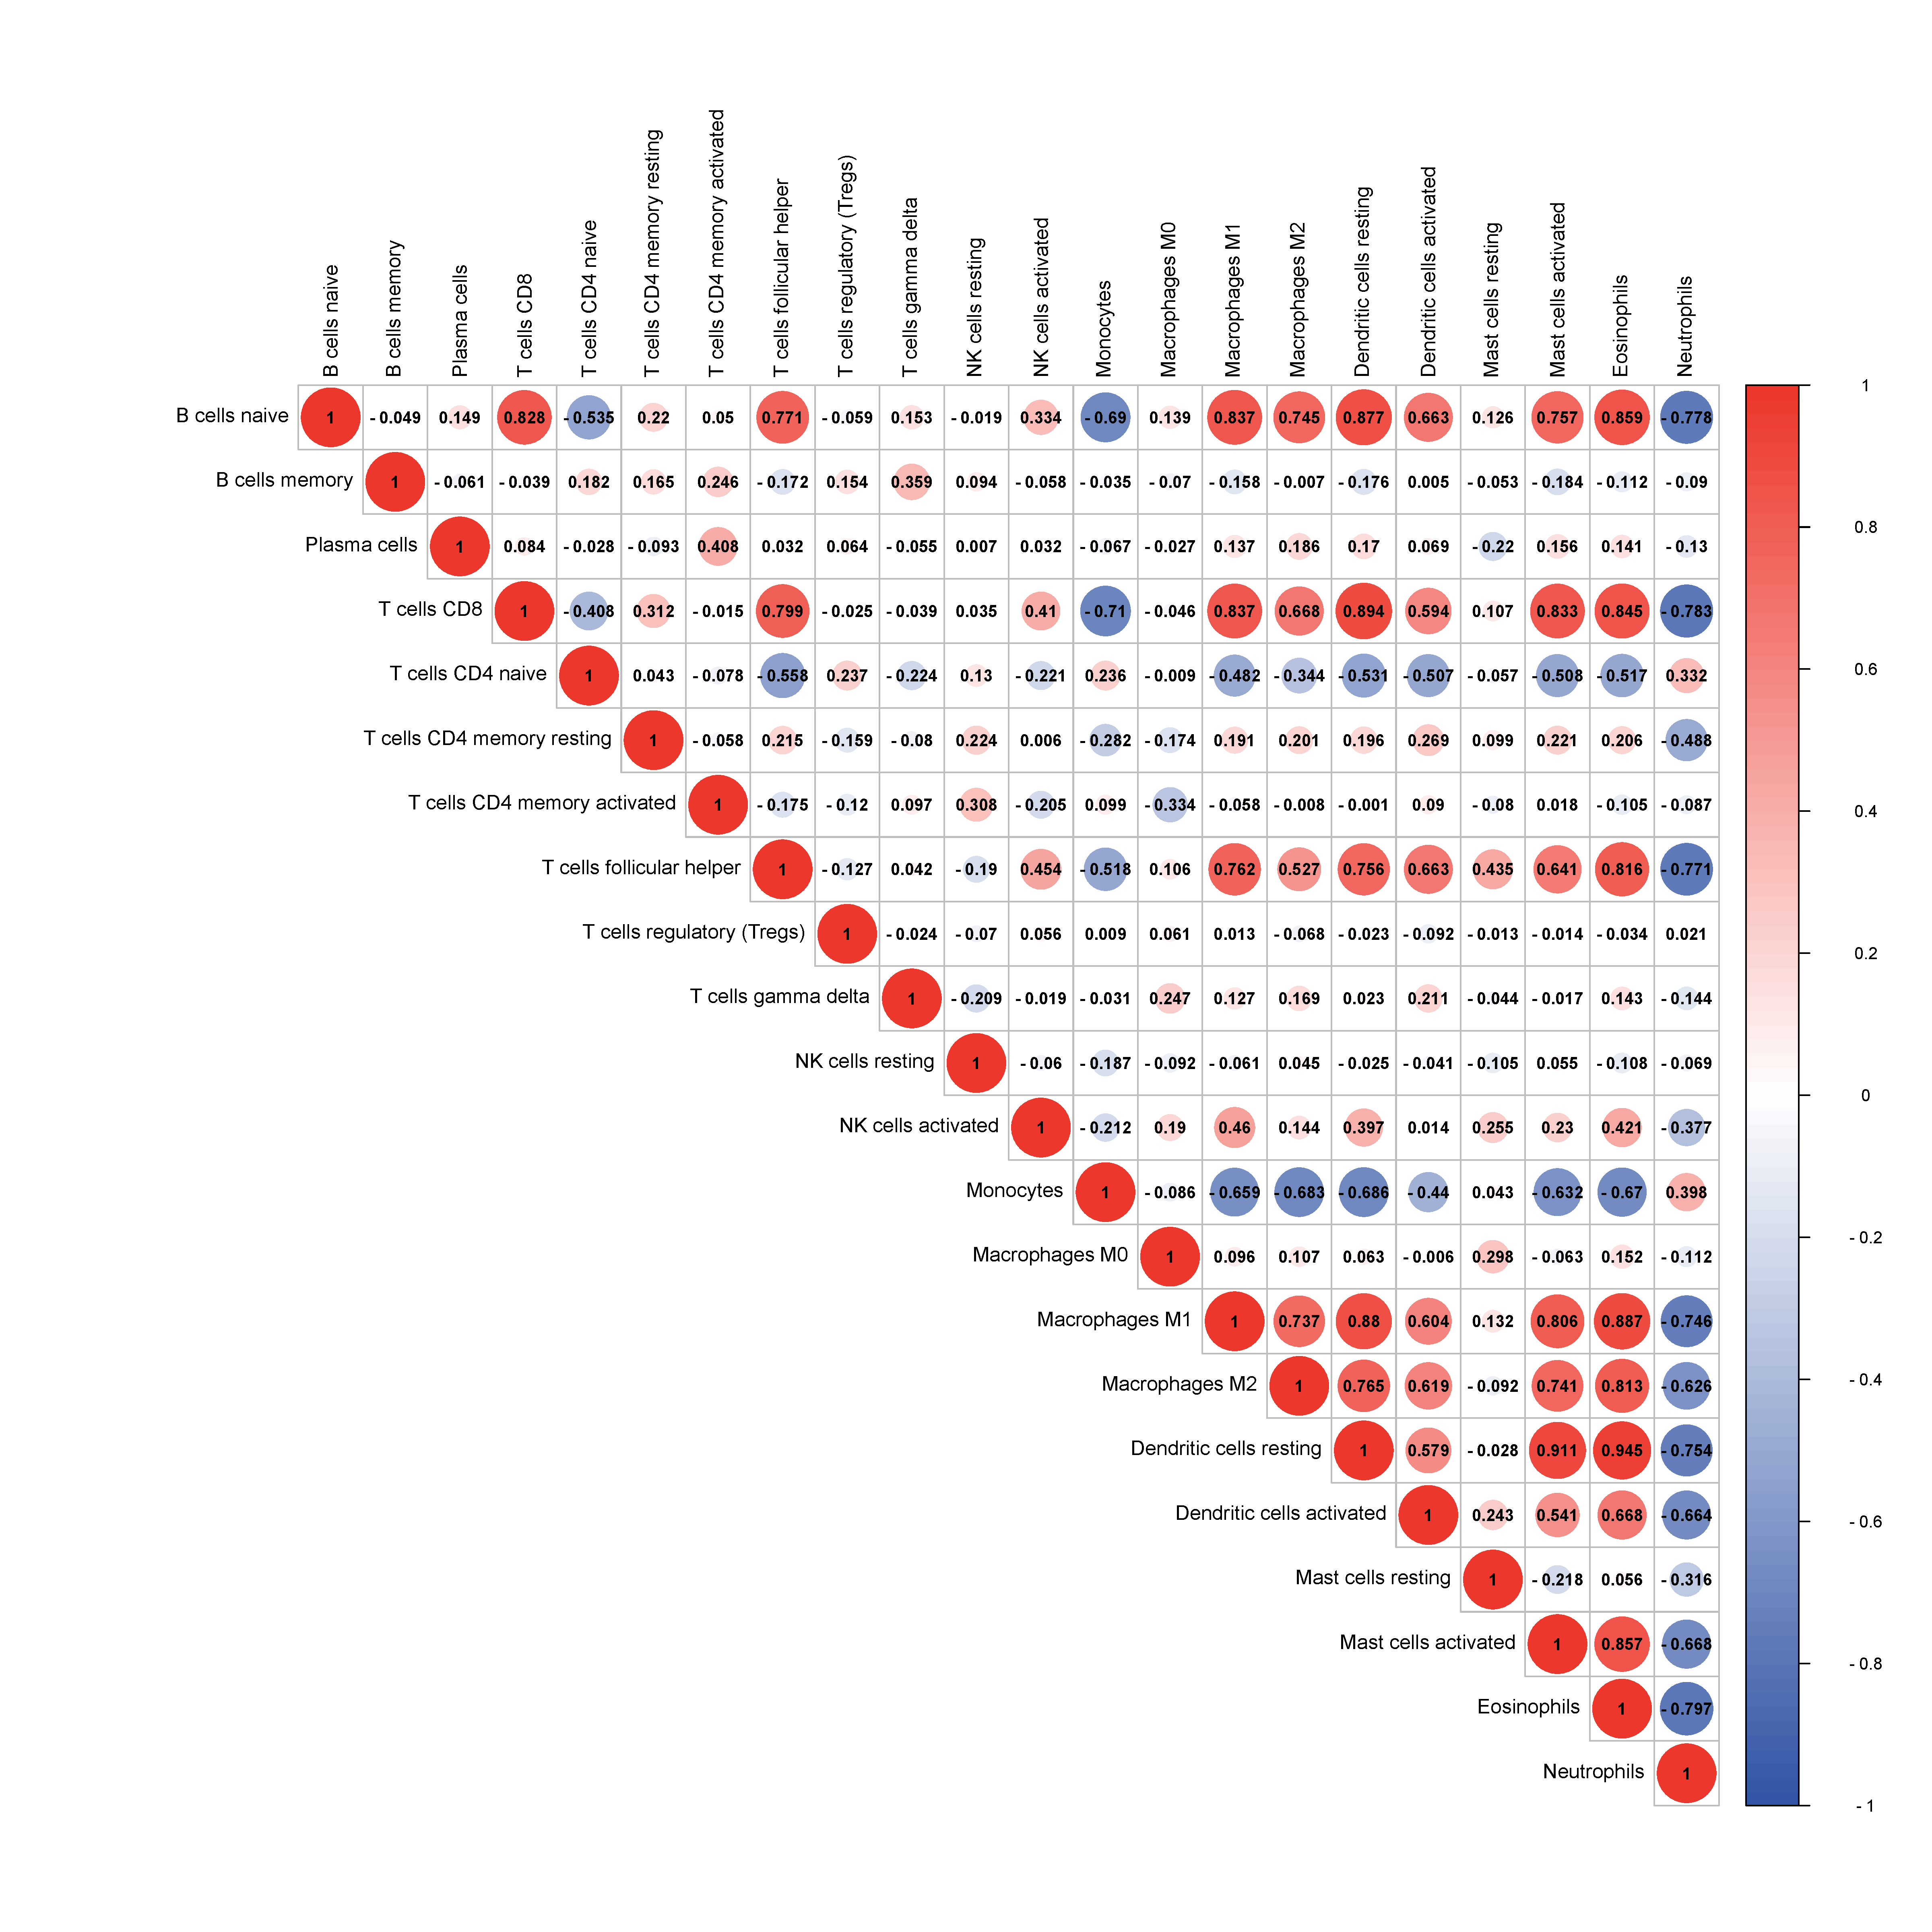 B cells naive
B cells memory
Plasma cells
T cells CD8
T cells CD4 naive
T cells CD4 memory resting
T cells CD4 memory activated
T cells follicular helper
T cells regulatory (Tregs)
T cells gamma delta
NK cells resting
NK cells activated
Monocytes
Macrophages M0
Macrophages M1
Macrophages M2
Dendritic cells resting
Dendritic cells activated
Mast cells resting
Mast cells activated
Eosinophils
Neutrophils
B cells naive 1 -0.049 0.149 0.828 -0.535 0.22 0.05 0.771 -0.059 0.153 -0.019 0.334 -0.69 0.139 0.837 0.745 0.877 0.663 0.126 0.757 0.859 -0.778
B cells memory 1 -0.061 -0.039 0.182 0.165 0.246 -0.172 0.154 0.359 0.094 -0.058 -0.035 -0.07 -0.158 -0.007 -0.176 0.005 -0.053 -0.184 -0.112 -0.09
Plasma cells 1 0.084 -0.028 -0.093 0.408 0.032 0.064 -0.055 0.007 0.032 -0.067 -0.027 0.137 0.186 0.17 0.069 -0.22 0.156 0.141 -0.13
T cells CD8 1 -0.408 0.312 -0.015 0.799 -0.025 -0.039 0.035 0.41 -0.71 -0.046 0.837 0.668 0.894 0.594 0.107 0.833 0.845 -0.783
T cells CD4 naive 1 0.043 -0.078 -0.558 0.237 -0.224 0.13 -0.221 0.236 -0.009 -0.482 -0.344 -0.531 -0.507 -0.057 -0.508 -0.517 0.332
T cells CD4 memory resting 1 -0.058 0.215 -0.159 -0.08 0.224 0.006 -0.282 -0.174 0.191 0.201 0.196 0.269 0.099 0.221 0.206 -0.488
T cells CD4 memory activated 1 -0.175 -0.12 0.097 0.308 -0.205 0.099 -0.334 -0.058 -0.008 -0.001 0.09 -0.08 0.018 -0.105 -0.087
T cells follicular helper 1 -0.127 0.042 -0.19 0.454 -0.518 0.106 0.762 0.527 0.756 0.663 0.435 0.641 0.816 -0.771
T cells regulatory (Tregs) 1 -0.024 -0.07 0.056 0.009 0.061 0.013 -0.068 -0.023 -0.092 -0.013 -0.014 -0.034 0.021
T cells gamma delta 1 -0.209 -0.019 -0.031 0.247 0.127 0.169 0.023 0.211 -0.044 -0.017 0.143 -0.144
NK cells resting 1 -0.06 -0.187 -0.092 -0.061 0.045 -0.025 -0.041 -0.105 0.055 -0.108 -0.069
NK cells activated 1 -0.212 0.19 0.46 0.144 0.397 0.014 0.255 0.23 0.421 -0.377
Monocytes 1 -0.086 -0.659 -0.683 -0.686 -0.44 0.043 -0.632 -0.67 0.398
Macrophages M0 1 0.096 0.107 0.063 -0.006 0.298 -0.063 0.152 -0.112
Macrophages M1 1 0.737 0.88 0.604 0.132 0.806 0.887 -0.746
Macrophages M2 1 0.765 0.619 -0.092 0.741 0.813 -0.626
Dendritic cells resting 1 0.579 -0.028 0.911 0.945 -0.754
Dendritic cells activated 1 0.243 0.541 0.668 -0.664
Mast cells resting 1 -0.218 0.056 -0.316
Mast cells activated 1 0.857 -0.668
Eosinophils 1 -0.797
Neutrophils 1
1
0.8
0.6
0.4
0.2
0
-0.2
-0.4
-0.6
-0.8
-1